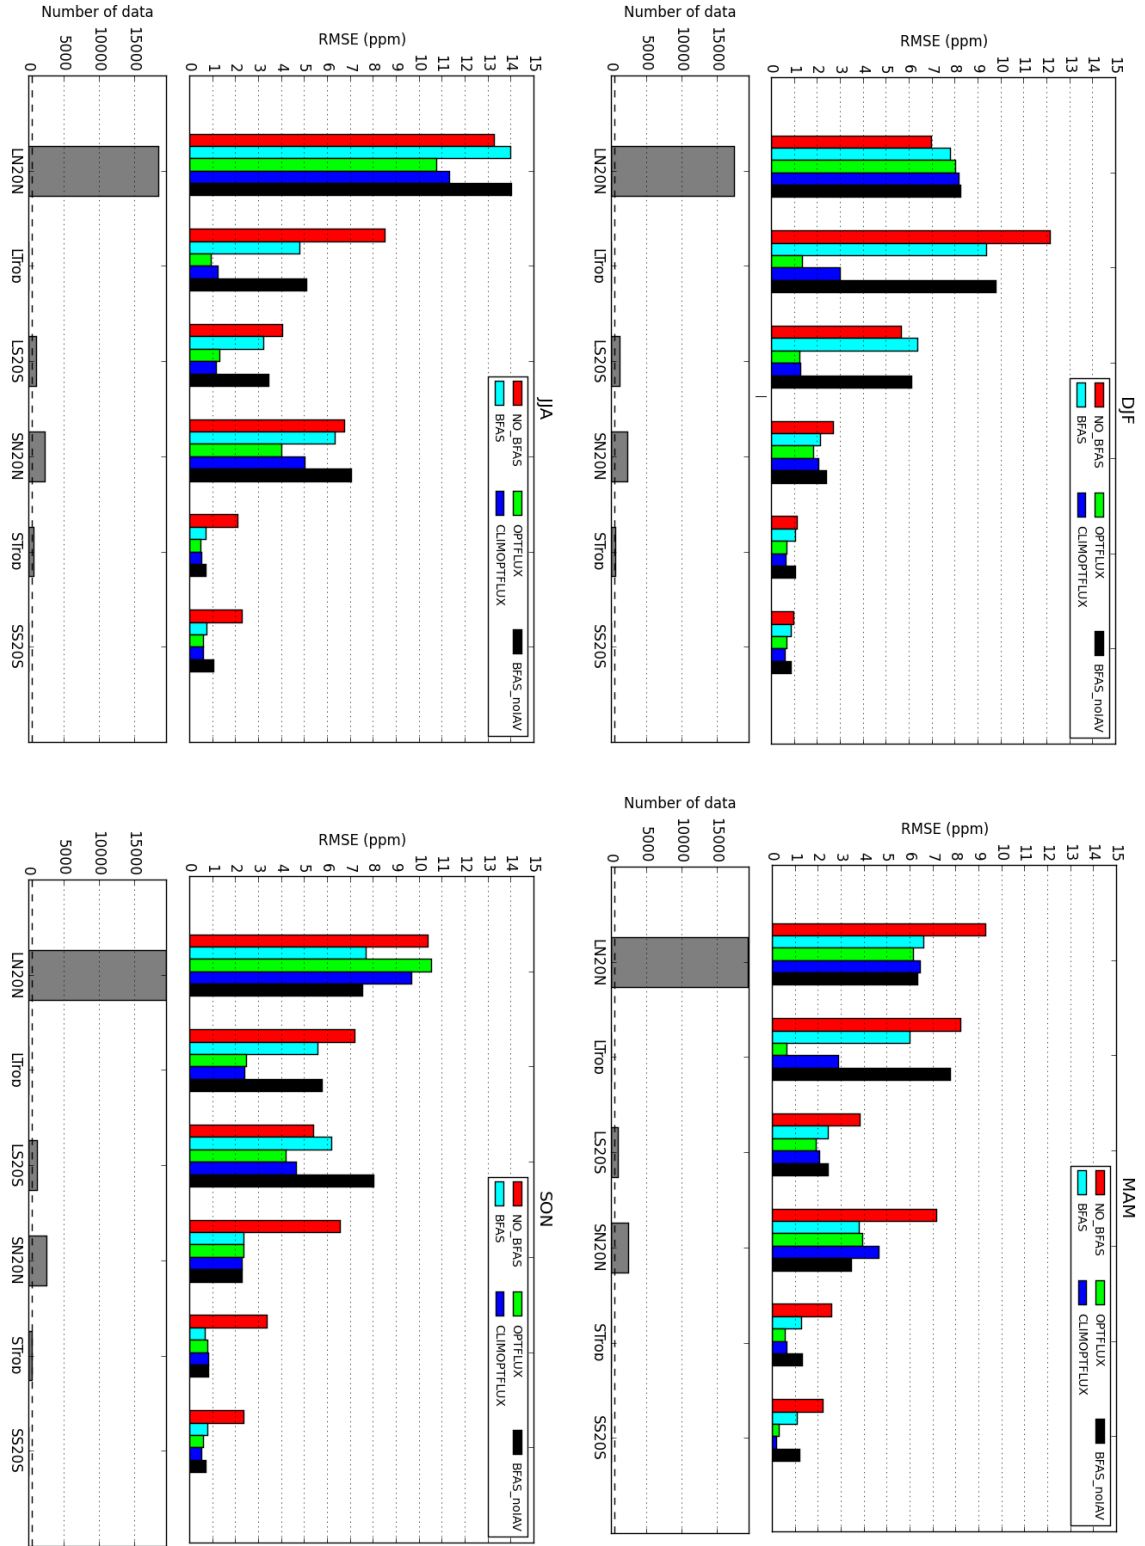 DJF
RMSE (ppm)
15
14
13
12
11
10
9
8
7
6
5
4
3
2
1
0
NO_BFAS
BFAS
OPTFLUX
CLIMOPTFLUX
BFAS_noIAV
Number of data
15000
10000
5000
0
LN20N
LTrop
LS20S
SN20N
STrop
SS20S
MAM
RMSE (ppm)
15
14
13
12
11
10
9
8
7
6
5
4
3
2
1
0
NO_BFAS
BFAS
OPTFLUX
CLIMOPTFLUX
BFAS_noIAV
Number of data
15000
10000
5000
0
LN20N
LTrop
LS20S
SN20N
STrop
SS20S
JJA
RMSE (ppm)
15
14
13
12
11
10
9
8
7
6
5
4
3
2
1
0
NO_BFAS
BFAS
OPTFLUX
CLIMOPTFLUX
BFAS_noIAV
Number of data
15000
10000
5000
0
LN20N
LTrop
LS20S
SN20N
STrop
SS20S
SON
RMSE (ppm)
15
14
13
12
11
10
9
8
7
6
5
4
3
2
1
0
NO_BFAS
BFAS
OPTFLUX
CLIMOPTFLUX
BFAS_noIAV
Number of data
15000
10000
5000
0
LN20N
LTrop
LS20S
SN20N
STrop
SS20S